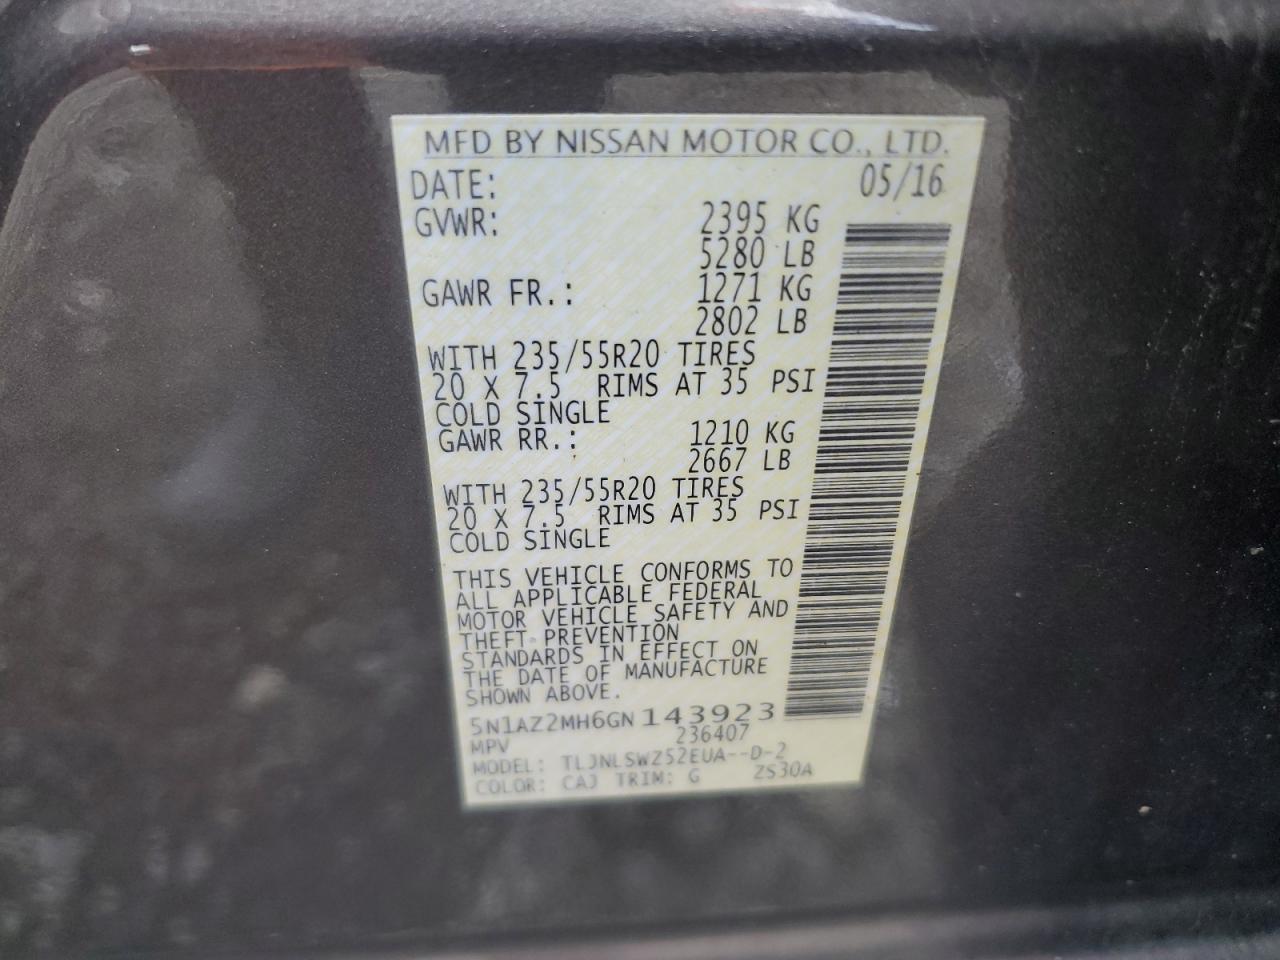 MFD BY NISSAN MOTOR CO., LTD.
DATE: 05/16
GVWR: 2395 KG
5280 LB
GAWR FR.: 1271 KG
2802 LB
WITH 235/55R20 TIRES
20 X 7.5 RIMS AT 35 PSI
COLD SINGLE
GAWR RR.: 1210 KG
2667 LB
WITH 235/55R20 TIRES
20 X 7.5 RIMS AT 35 PSI
COLD SINGLE
THIS VEHICLE CONFORMS TO
ALL APPLICABLE FEDERAL
MOTOR VEHICLE SAFETY AND
THEFT PREVENTION
STANDARDS IN EFFECT ON
THE DATE OF MANUFACTURE
SHOWN ABOVE.
5N1AZ2MH6GN143923
MPV 236407
MODEL: TLJNLSWZ52EUA--D-2
COLOR: CAJ TRIM: G ZS30A